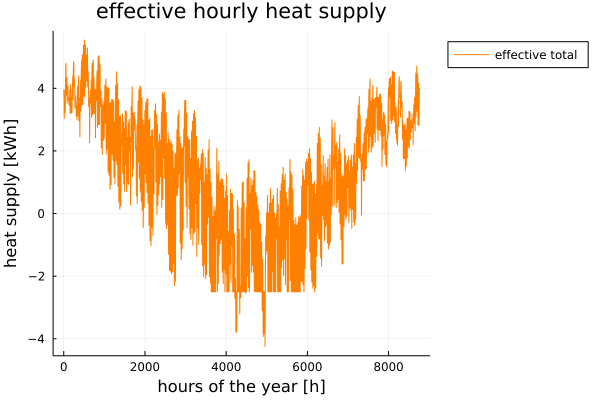 effective hourly heat supply
effective total
heat supply [kWh]
4
2
0
−2
−4
0 2000 4000 6000 8000
hours of the year [h]